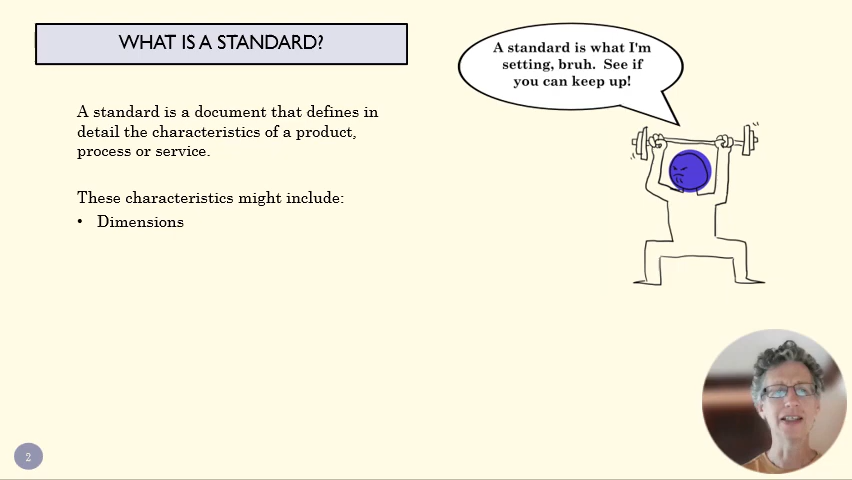 WHAT IS A STANDARD?
A standard is what I'm
setting, bruh. See if
you can keep up!
A standard is a document that defines in
detail the characteristics of a product,
process or service.
These characteristics might include:
• Dimensions
2